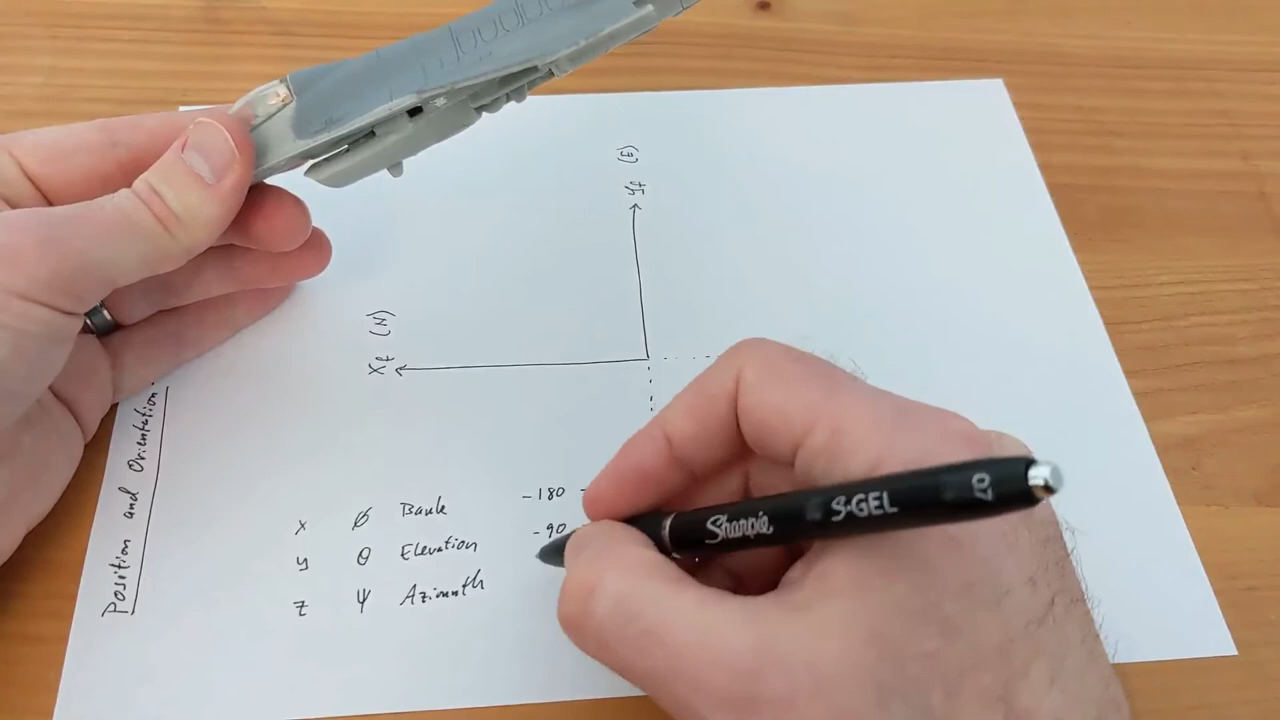 Position and Orientation
(E)
yf
xf (N)
x ϕ Bank -180 -
y θ Elevation -90
z ψ Azimuth
Sharpie S·GEL 0.7